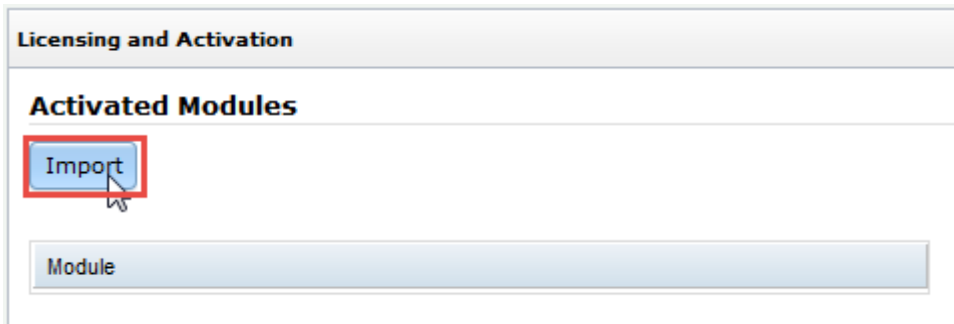 Licensing and Activation
Activated Modules
Import
Module